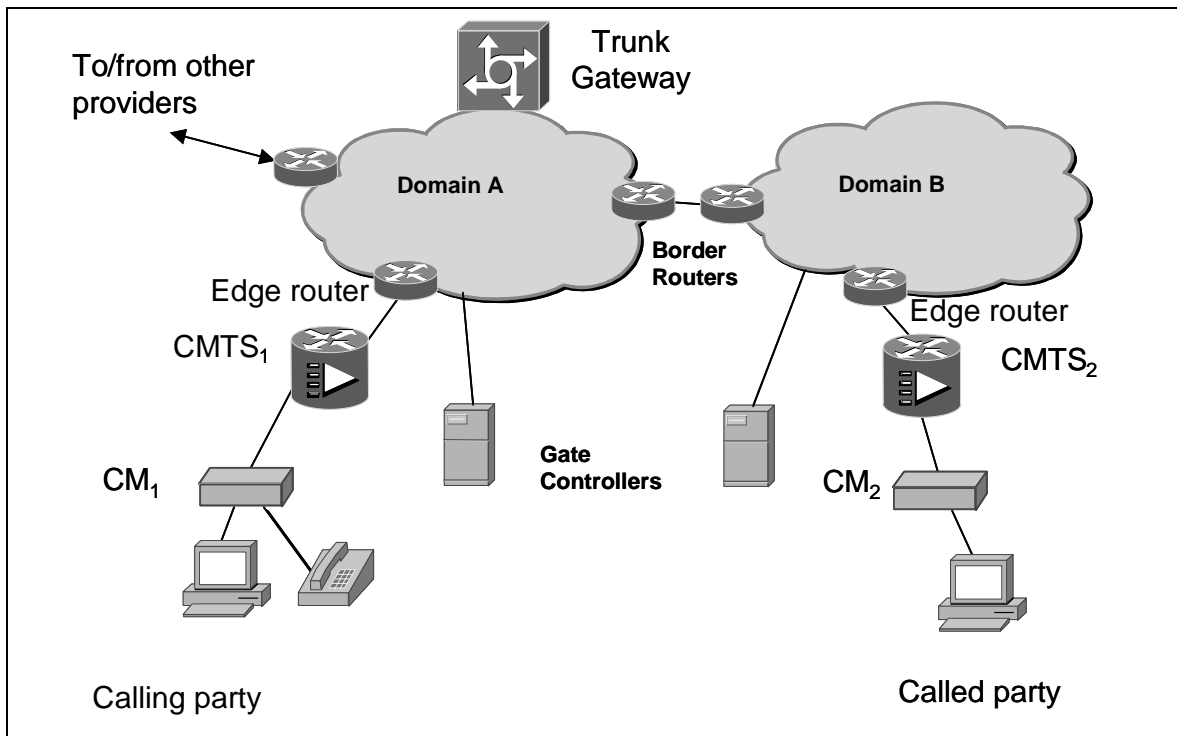 Trunk
Gateway
To/from other
providers
Domain A
Domain B
Border
Routers
Edge router
Edge router
CMTS₁
CMTS₂
Gate
Controllers
CM₁
CM₂
Calling party
Called party